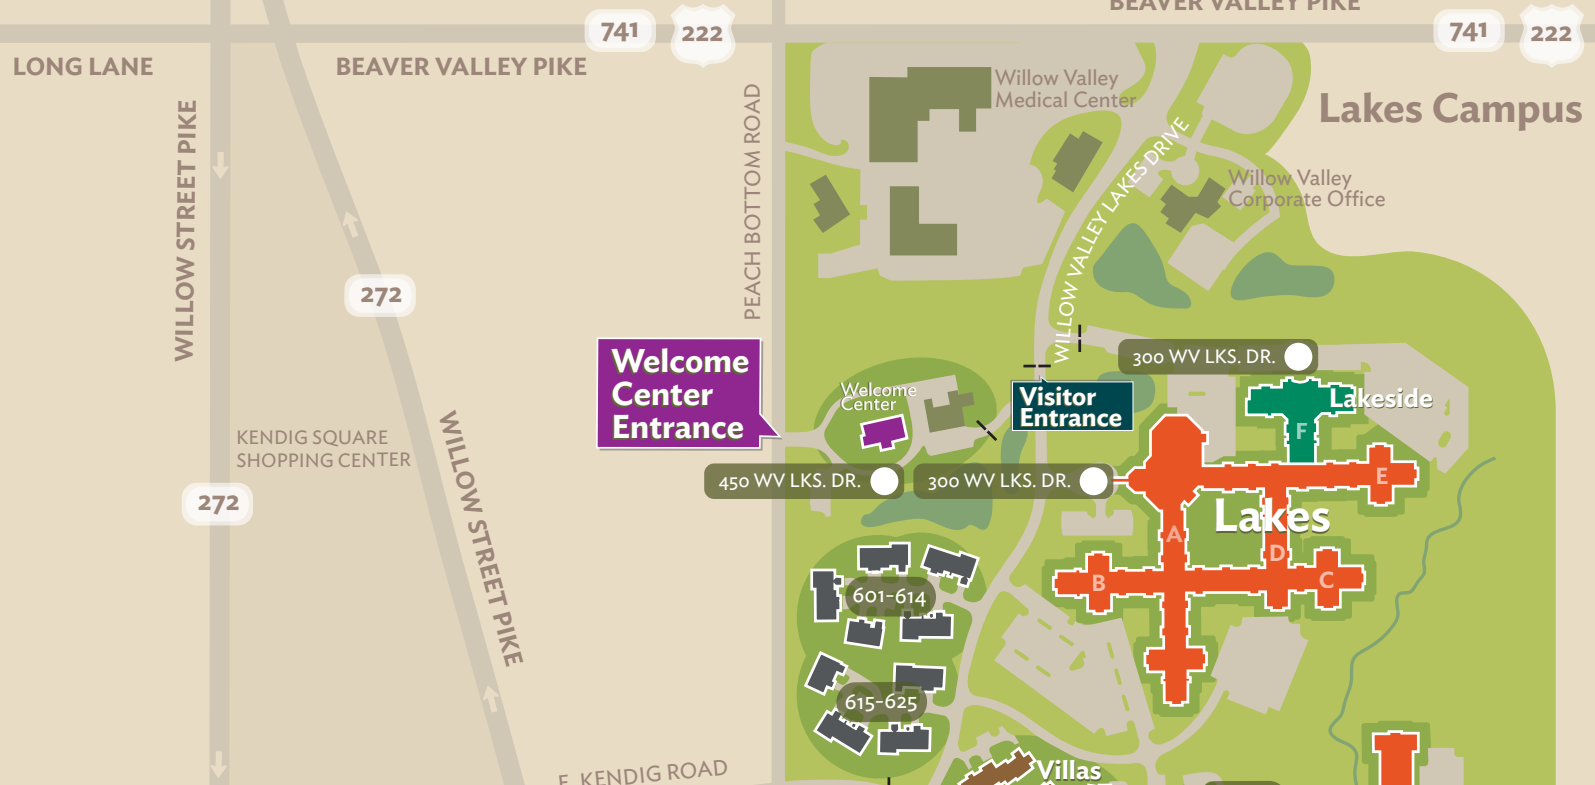 BEAVER VALLEY PIKE
741
222
741
222
LONG LANE
BEAVER VALLEY PIKE
Willow Valley
Medical Center
Lakes Campus
WILLOW STREET PIKE
PEACH BOTTOM ROAD
WILLOW VALLEY LAKES DRIVE
Willow Valley
Corporate Office
272
Welcome
Center
Entrance
300 WV LKS. DR.
Welcome
Center
Visitor
Entrance
Lakeside
F
KENDIG SQUARE
SHOPPING CENTER
WILLOW STREET PIKE
272
450 WV LKS. DR.
300 WV LKS. DR.
E
Lakes
A
D
B
C
601-614
615-625
E. KENDIG ROAD
Villas